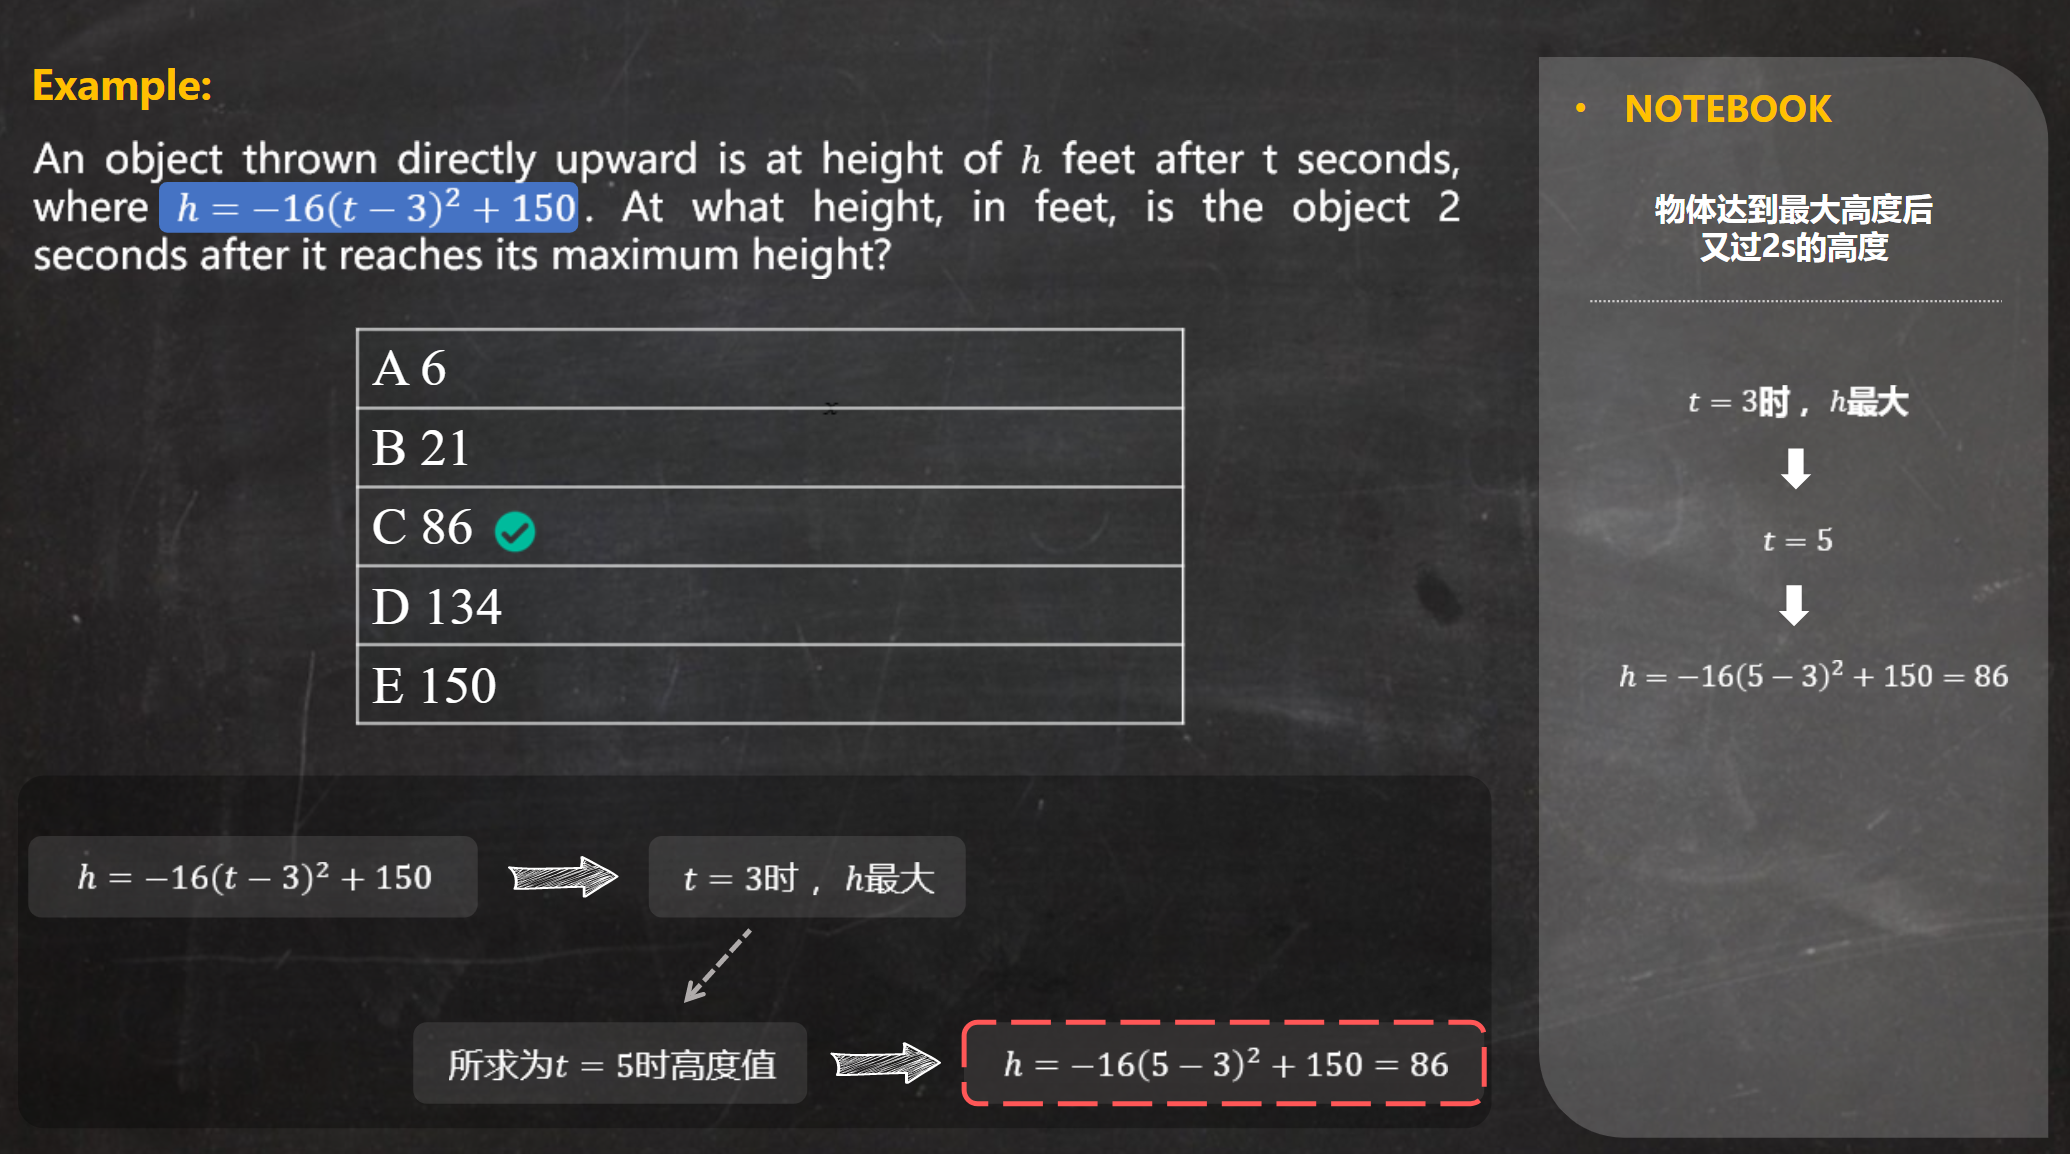 Example:
An object thrown directly upward is at height of h feet after t seconds,
where h = −16(t − 3)² + 150. At what height, in feet, is the object 2
seconds after it reaches its maximum height?
A 6
x
B 21
C 86
D 134
E 150
h = −16(t − 3)² + 150
t = 3时，h最大
所求为t = 5时高度值
h = −16(5 − 3)² + 150 = 86
• NOTEBOOK
物体达到最大高度后
又过2s的高度
t = 3时，h最大
t = 5
h = −16(5 − 3)² + 150 = 86